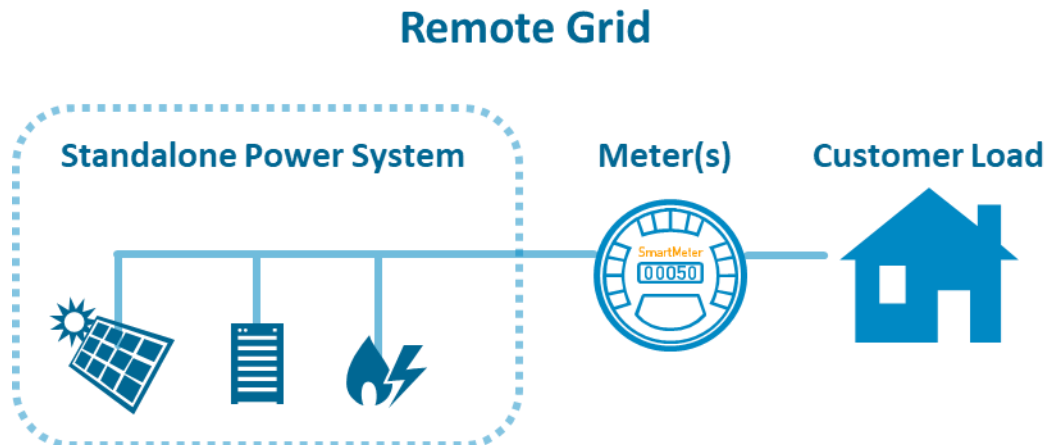 Remote Grid
Standalone Power System
Meter(s)
Customer Load
SmartMeter
00050